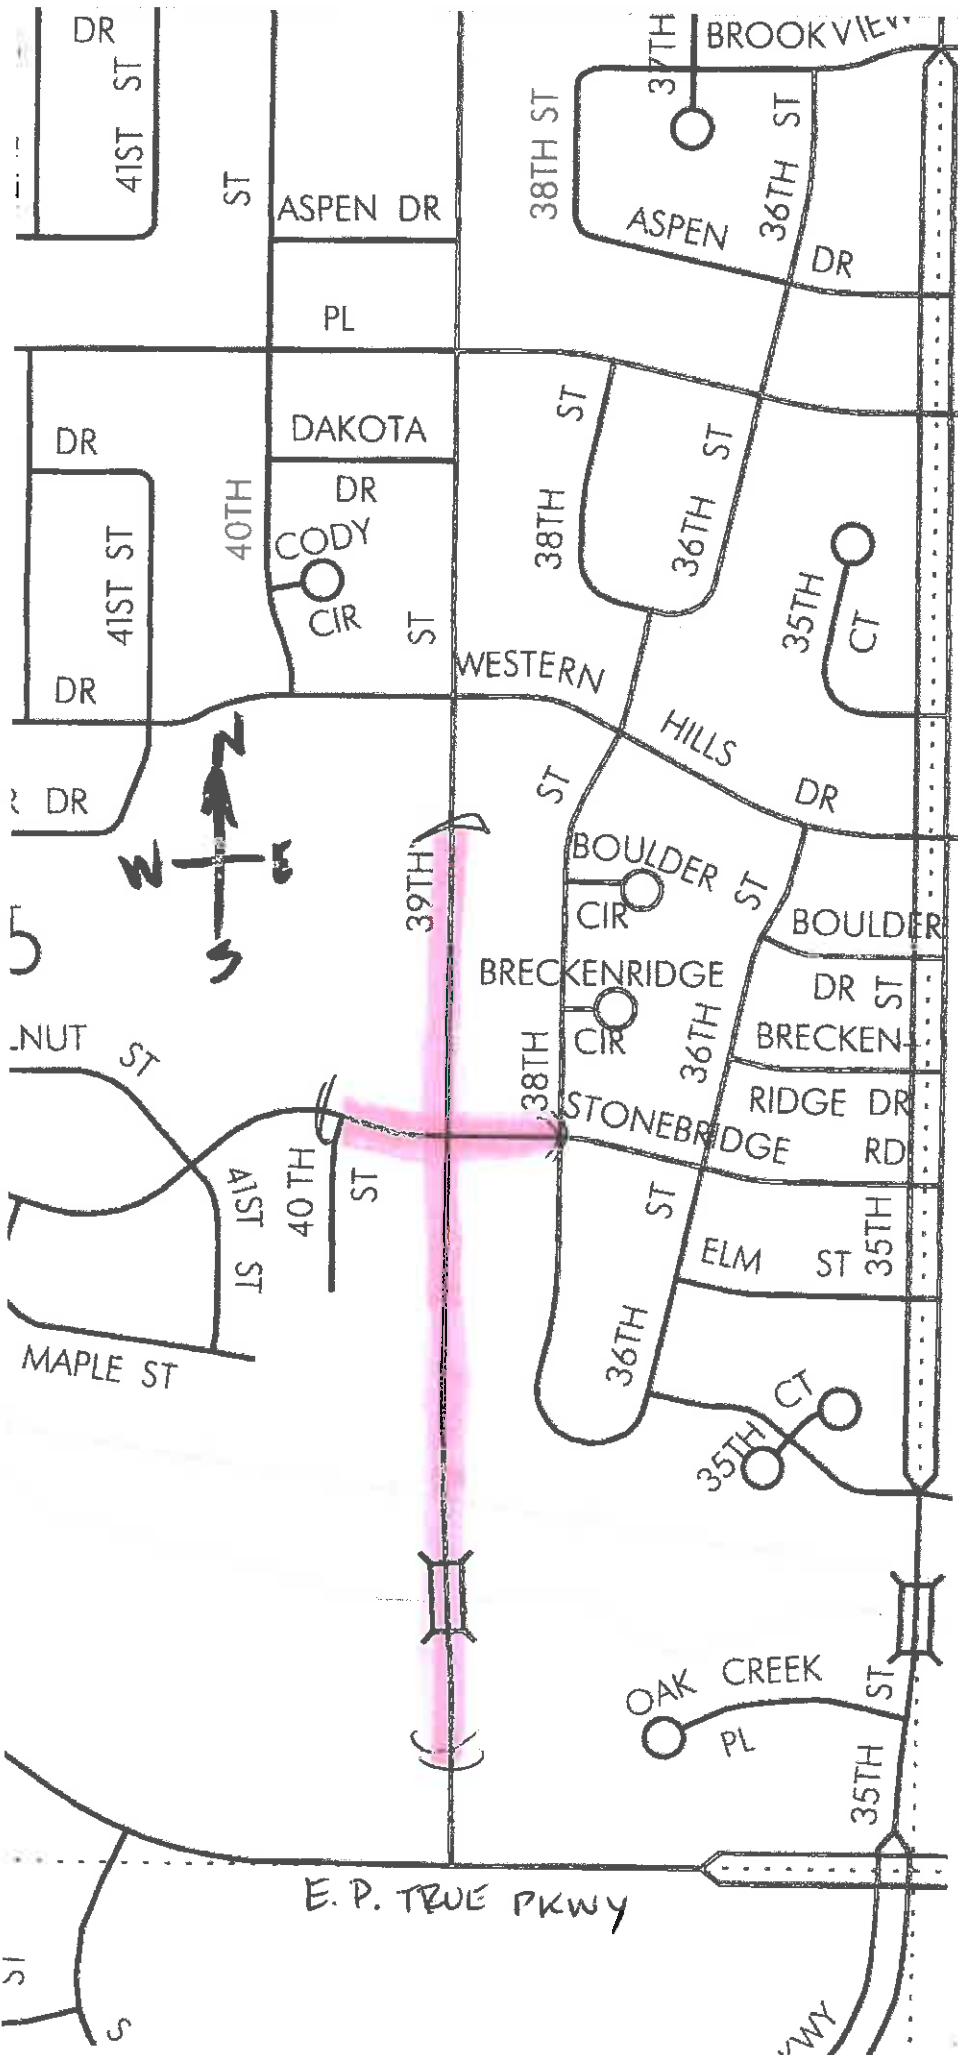 DR
41ST ST
ST
ASPEN DR
38TH ST
37TH
BROOKVIEW
36TH ST
ASPEN DR
PL
DR
DAKOTA DR
40TH
41ST ST
CODY CIR
ST
38TH ST
36TH ST
35TH CT
DR
WESTERN HILLS DR
DR
N
W E
S
5
39TH
ST
BOULDER CIR
ST
BOULDER DR
ST
BRECKENRIDGE CIR
36TH
BRECKEN-
RIDGE DR
38TH
STONEBRIDGE RD
ST
41ST ST
40TH ST
35TH
ELM ST
36TH
MAPLE ST
35TH CT
OAK CREEK PL
35TH ST
E. P. TRUE PKWY
ST
S